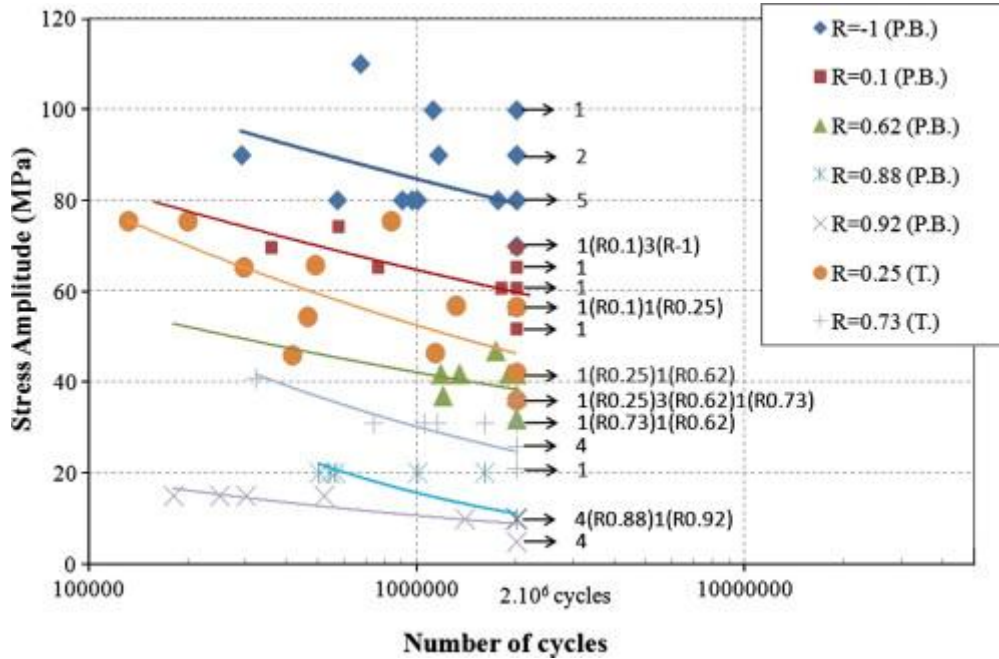 120
100
80
60
40
20
0
Stress Amplitude (MPa)
100000
1000000
10000000
2.10⁶ cycles
Number of cycles
1
2
5
1(R0.1)3(R-1)
1
1
1(R0.1)1(R0.25)
1
1(R0.25)1(R0.62)
1(R0.25)3(R0.62)1(R0.73)
1(R0.73)1(R0.62)
4
1
4(R0.88)1(R0.92)
4
R=-1 (P.B.)
R=0.1 (P.B.)
R=0.62 (P.B.)
R=0.88 (P.B.)
R=0.92 (P.B.)
R=0.25 (T.)
R=0.73 (T.)